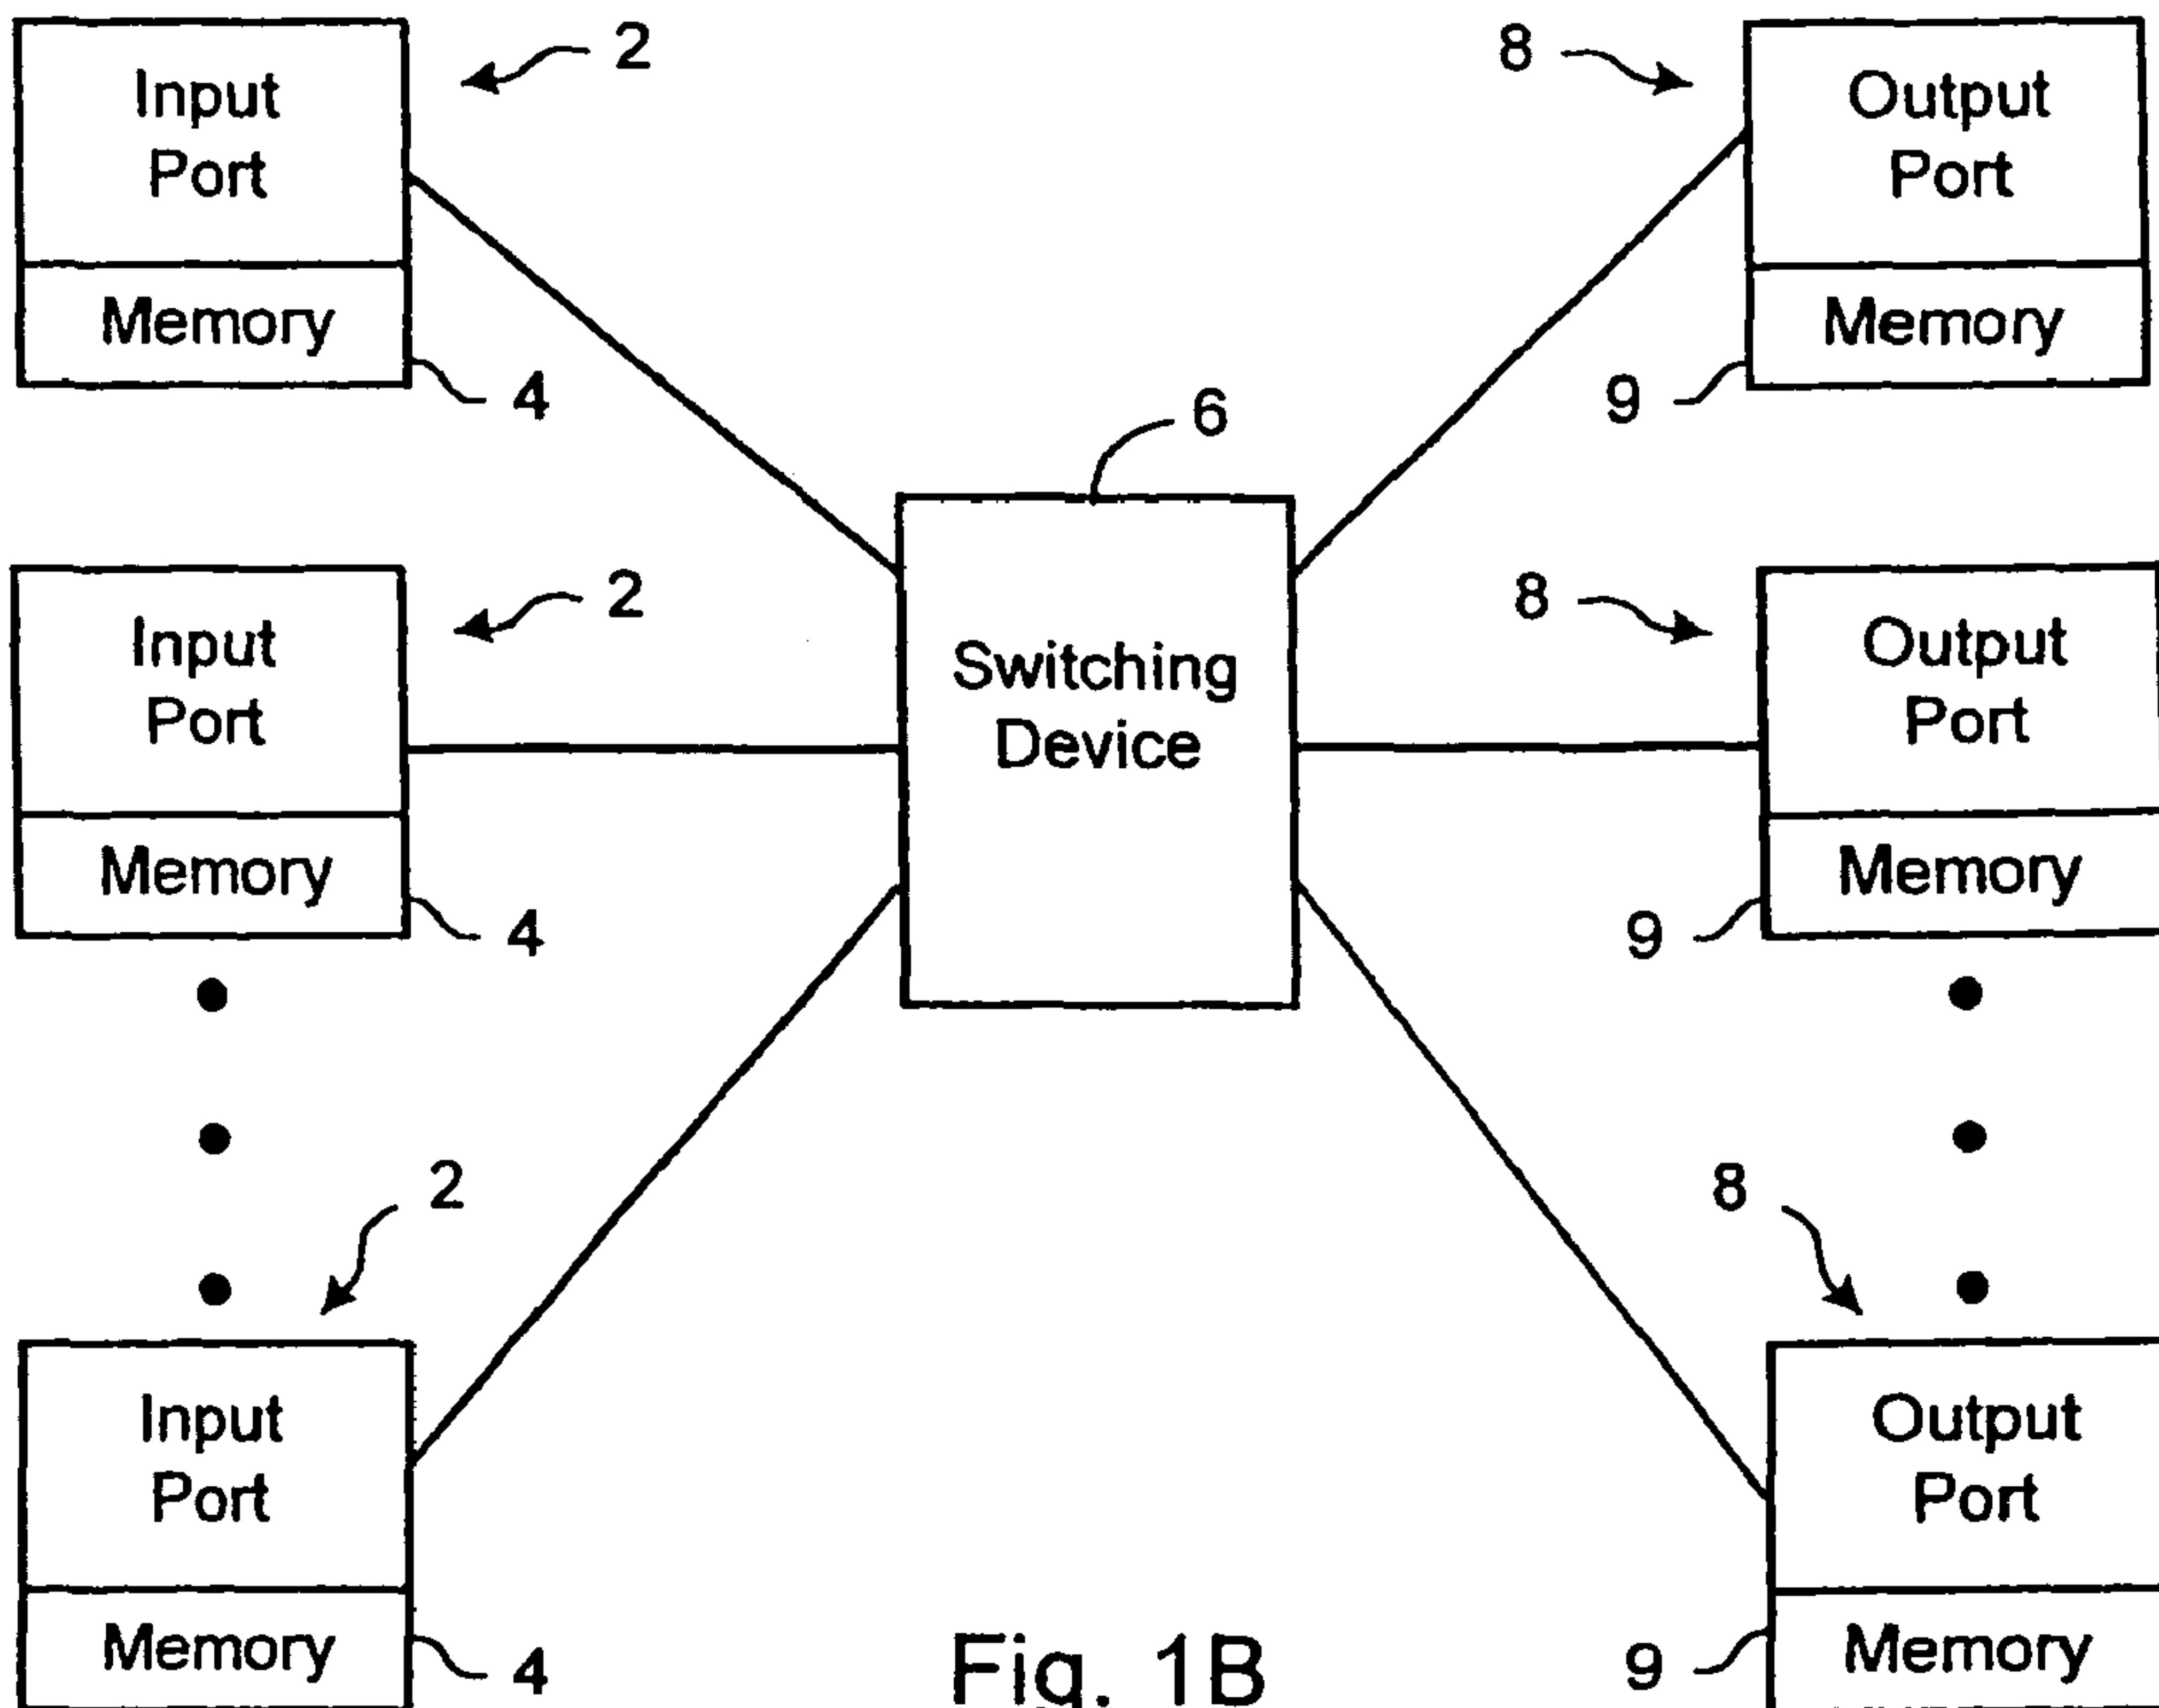 Input
Port
Memory
2
4
8
Output
Port
Memory
9
6
Input
Port
Memory
2
4
Switching
Device
8
Output
Port
Memory
9
2
Input
Port
Memory
4
8
Output
Port
Memory
9
Fig. 1B